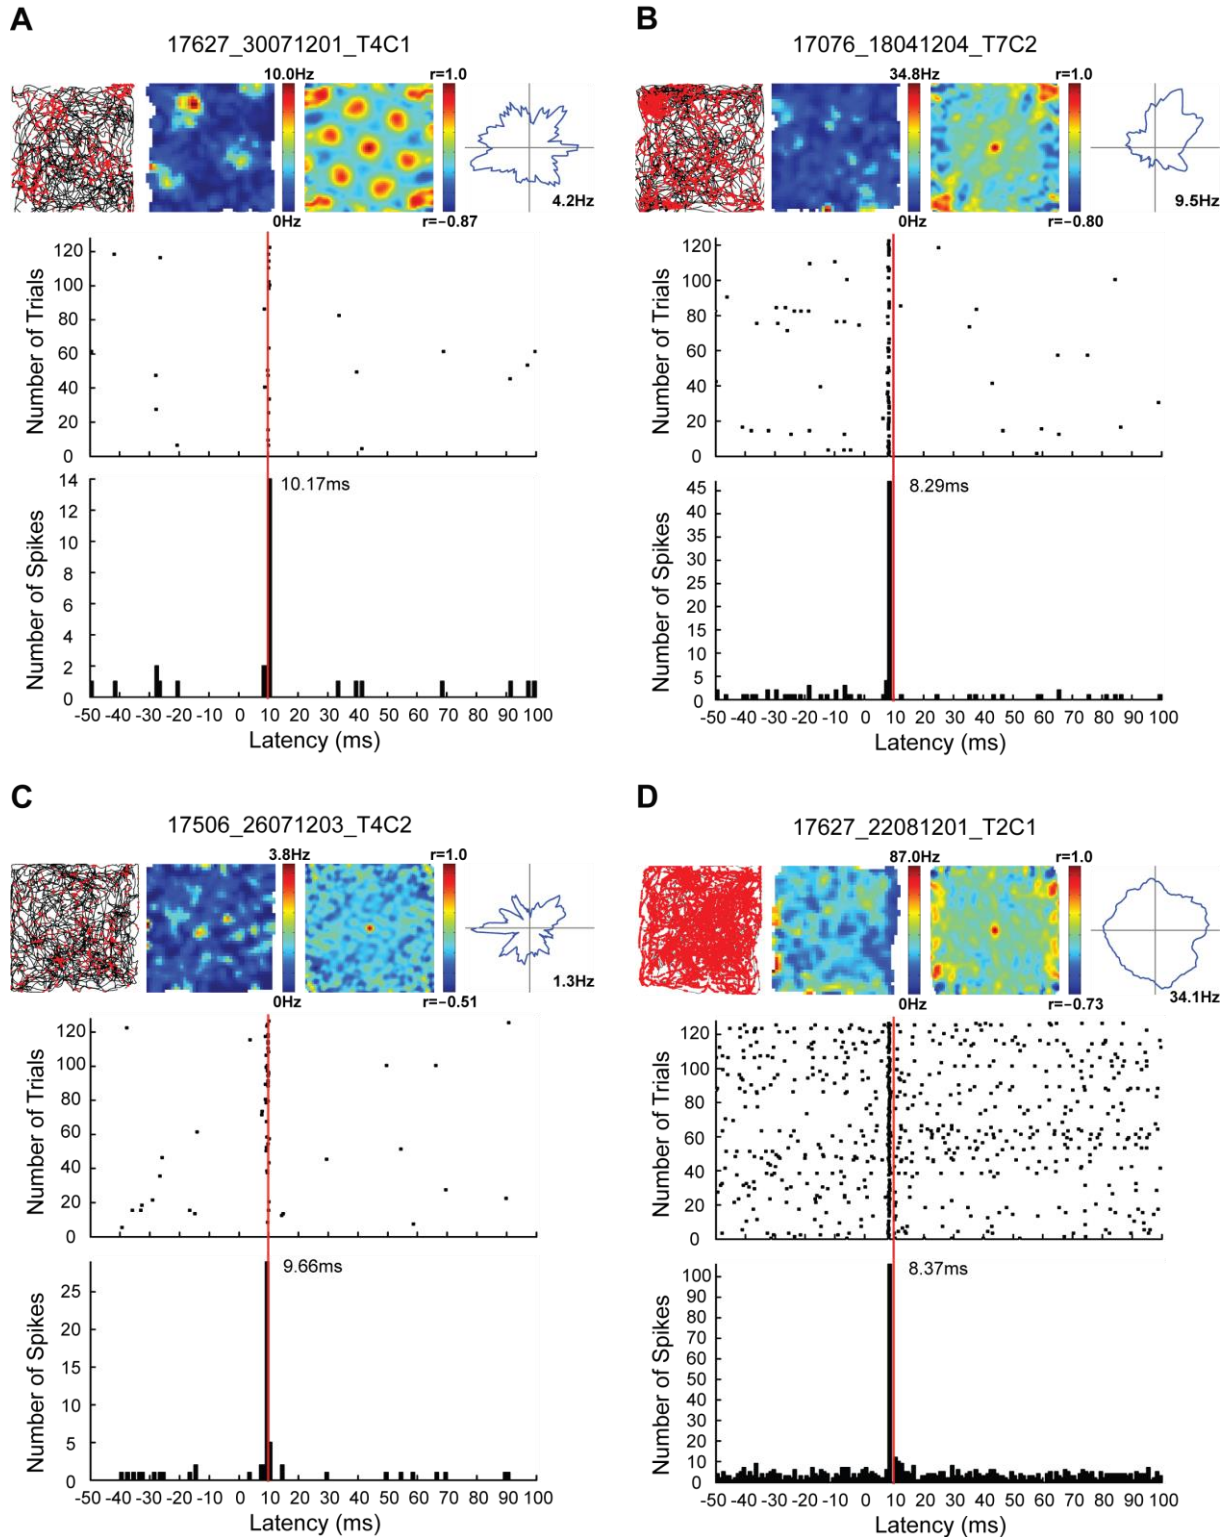 A
17627_30071201_T4C1
10.0Hz r=1.0
4.2Hz
0Hz r=−0.87
Number of Trials
120
100
80
60
40
20
0
10.17ms
Number of Spikes
14
12
10
8
6
4
2
0
-50 -40 -30 -20 -10 0 10 20 30 40 50 60 70 80 90 100
Latency (ms)
B
17076_18041204_T7C2
34.8Hz r=1.0
9.5Hz
0Hz r=−0.80
Number of Trials
120
100
80
60
40
20
0
8.29ms
Number of Spikes
45
40
35
30
25
20
15
10
5
0
-50 -40 -30 -20 -10 0 10 20 30 40 50 60 70 80 90 100
Latency (ms)
C
17506_26071203_T4C2
3.8Hz r=1.0
1.3Hz
0Hz r=−0.51
Number of Trials
120
100
80
60
40
20
0
9.66ms
Number of Spikes
25
20
15
10
5
0
-50 -40 -30 -20 -10 0 10 20 30 40 50 60 70 80 90 100
Latency (ms)
D
17627_22081201_T2C1
87.0Hz r=1.0
34.1Hz
0Hz r=−0.73
Number of Trials
120
100
80
60
40
20
0
8.37ms
Number of Spikes
100
90
80
70
60
50
40
30
20
10
0
-50 -40 -30 -20 -10 0 10 20 30 40 50 60 70 80 90 100
Latency (ms)